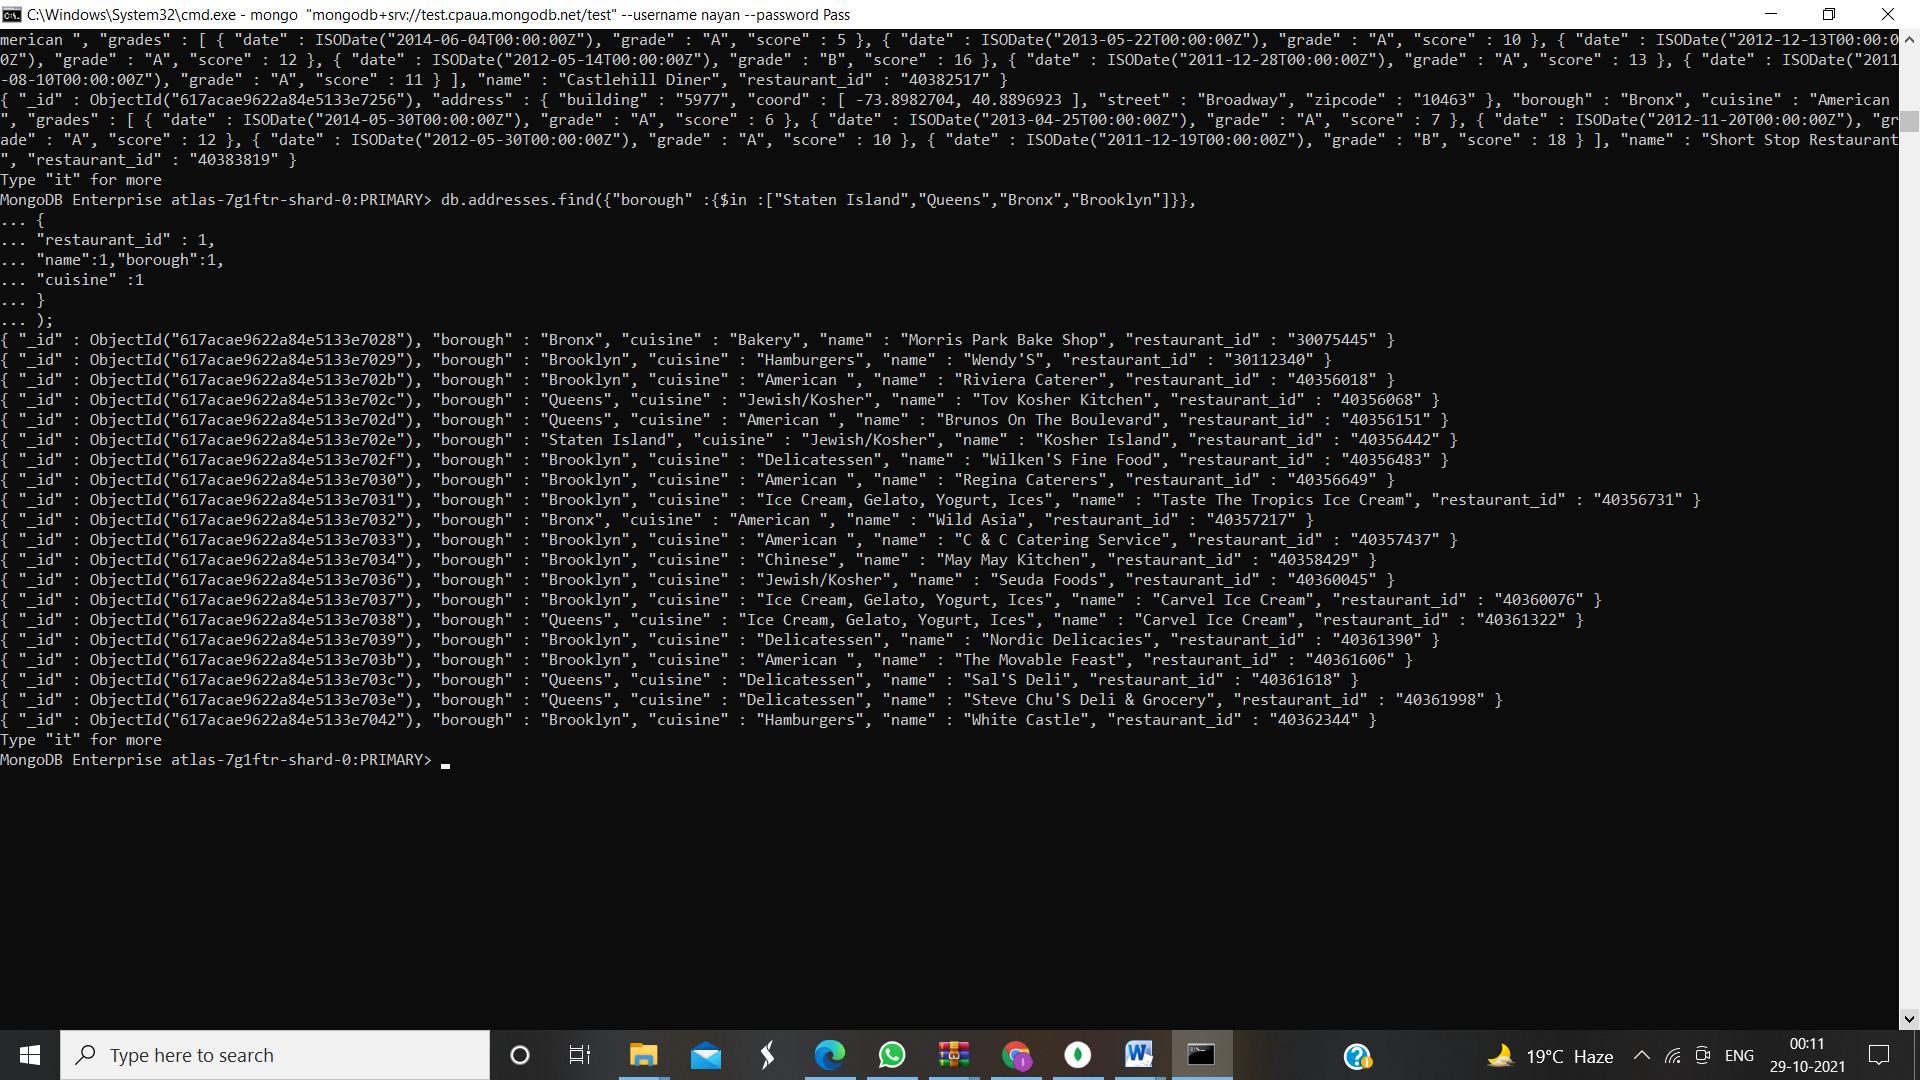 C:\Windows\System32\cmd.exe - mongo  "mongodb+srv://test.cpaua.mongodb.net/test" --username nayan --password Pass
merican ", "grades" : [ { "date" : ISODate("2014-06-04T00:00:00Z"), "grade" : "A", "score" : 5 }, { "date" : ISODate("2013-05-22T00:00:00Z"), "grade" : "A", "score" : 10 }, { "date" : ISODate("2012-12-13T00:00:0
0Z"), "grade" : "A", "score" : 12 }, { "date" : ISODate("2012-05-14T00:00:00Z"), "grade" : "B", "score" : 16 }, { "date" : ISODate("2011-12-28T00:00:00Z"), "grade" : "A", "score" : 13 }, { "date" : ISODate("2011
-08-10T00:00:00Z"), "grade" : "A", "score" : 11 } ], "name" : "Castlehill Diner", "restaurant_id" : "40382517" }
{ "_id" : ObjectId("617acae9622a84e5133e7256"), "address" : { "building" : "5977", "coord" : [ -73.8982704, 40.8896923 ], "street" : "Broadway", "zipcode" : "10463" }, "borough" : "Bronx", "cuisine" : "American
", "grades" : [ { "date" : ISODate("2014-05-30T00:00:00Z"), "grade" : "A", "score" : 6 }, { "date" : ISODate("2013-04-25T00:00:00Z"), "grade" : "A", "score" : 7 }, { "date" : ISODate("2012-11-20T00:00:00Z"), "gr
ade" : "A", "score" : 12 }, { "date" : ISODate("2012-05-30T00:00:00Z"), "grade" : "A", "score" : 10 }, { "date" : ISODate("2011-12-19T00:00:00Z"), "grade" : "B", "score" : 18 } ], "name" : "Short Stop Restaurant
", "restaurant_id" : "40383819" }
Type "it" for more
MongoDB Enterprise atlas-7g1ftr-shard-0:PRIMARY> db.addresses.find({"borough" :{$in :["Staten Island","Queens","Bronx","Brooklyn"]}},
... {
... "restaurant_id" : 1,
... "name":1,"borough":1,
... "cuisine" :1
... }
... );
{ "_id" : ObjectId("617acae9622a84e5133e7028"), "borough" : "Bronx", "cuisine" : "Bakery", "name" : "Morris Park Bake Shop", "restaurant_id" : "30075445" }
{ "_id" : ObjectId("617acae9622a84e5133e7029"), "borough" : "Brooklyn", "cuisine" : "Hamburgers", "name" : "Wendy'S", "restaurant_id" : "30112340" }
{ "_id" : ObjectId("617acae9622a84e5133e702b"), "borough" : "Brooklyn", "cuisine" : "American ", "name" : "Riviera Caterer", "restaurant_id" : "40356018" }
{ "_id" : ObjectId("617acae9622a84e5133e702c"), "borough" : "Queens", "cuisine" : "Jewish/Kosher", "name" : "Tov Kosher Kitchen", "restaurant_id" : "40356068" }
{ "_id" : ObjectId("617acae9622a84e5133e702d"), "borough" : "Queens", "cuisine" : "American ", "name" : "Brunos On The Boulevard", "restaurant_id" : "40356151" }
{ "_id" : ObjectId("617acae9622a84e5133e702e"), "borough" : "Staten Island", "cuisine" : "Jewish/Kosher", "name" : "Kosher Island", "restaurant_id" : "40356442" }
{ "_id" : ObjectId("617acae9622a84e5133e702f"), "borough" : "Brooklyn", "cuisine" : "Delicatessen", "name" : "Wilken'S Fine Food", "restaurant_id" : "40356483" }
{ "_id" : ObjectId("617acae9622a84e5133e7030"), "borough" : "Brooklyn", "cuisine" : "American ", "name" : "Regina Caterers", "restaurant_id" : "40356649" }
{ "_id" : ObjectId("617acae9622a84e5133e7031"), "borough" : "Brooklyn", "cuisine" : "Ice Cream, Gelato, Yogurt, Ices", "name" : "Taste The Tropics Ice Cream", "restaurant_id" : "40356731" }
{ "_id" : ObjectId("617acae9622a84e5133e7032"), "borough" : "Bronx", "cuisine" : "American ", "name" : "Wild Asia", "restaurant_id" : "40357217" }
{ "_id" : ObjectId("617acae9622a84e5133e7033"), "borough" : "Brooklyn", "cuisine" : "American ", "name" : "C & C Catering Service", "restaurant_id" : "40357437" }
{ "_id" : ObjectId("617acae9622a84e5133e7034"), "borough" : "Brooklyn", "cuisine" : "Chinese", "name" : "May May Kitchen", "restaurant_id" : "40358429" }
{ "_id" : ObjectId("617acae9622a84e5133e7036"), "borough" : "Brooklyn", "cuisine" : "Jewish/Kosher", "name" : "Seuda Foods", "restaurant_id" : "40360045" }
{ "_id" : ObjectId("617acae9622a84e5133e7037"), "borough" : "Brooklyn", "cuisine" : "Ice Cream, Gelato, Yogurt, Ices", "name" : "Carvel Ice Cream", "restaurant_id" : "40360076" }
{ "_id" : ObjectId("617acae9622a84e5133e7038"), "borough" : "Queens", "cuisine" : "Ice Cream, Gelato, Yogurt, Ices", "name" : "Carvel Ice Cream", "restaurant_id" : "40361322" }
{ "_id" : ObjectId("617acae9622a84e5133e7039"), "borough" : "Brooklyn", "cuisine" : "Delicatessen", "name" : "Nordic Delicacies", "restaurant_id" : "40361390" }
{ "_id" : ObjectId("617acae9622a84e5133e703b"), "borough" : "Brooklyn", "cuisine" : "American ", "name" : "The Movable Feast", "restaurant_id" : "40361606" }
{ "_id" : ObjectId("617acae9622a84e5133e703c"), "borough" : "Queens", "cuisine" : "Delicatessen", "name" : "Sal'S Deli", "restaurant_id" : "40361618" }
{ "_id" : ObjectId("617acae9622a84e5133e703e"), "borough" : "Queens", "cuisine" : "Delicatessen", "name" : "Steve Chu'S Deli & Grocery", "restaurant_id" : "40361998" }
{ "_id" : ObjectId("617acae9622a84e5133e7042"), "borough" : "Brooklyn", "cuisine" : "Hamburgers", "name" : "White Castle", "restaurant_id" : "40362344" }
Type "it" for more
MongoDB Enterprise atlas-7g1ftr-shard-0:PRIMARY>
Type here to search
19°C Haze
ENG
00:11
29-10-2021